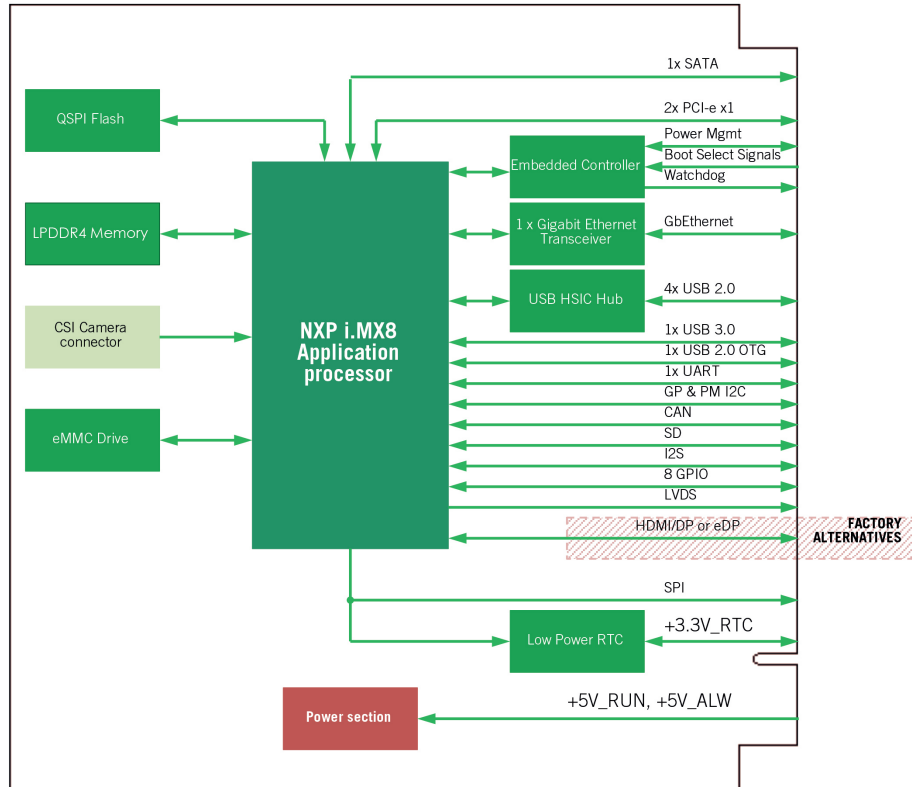 1x SATA
2x PCI-e x1
QSPI Flash
Power Mgmt
Embedded Controller
Boot Select Signals
Watchdog
LPDDR4 Memory
1 x Gigabit Ethernet
Transceiver
GbEthernet
CSI Camera
connector
USB HSIC Hub
4x USB 2.0
NXP i.MX8
Application
processor
1x USB 3.0
1x USB 2.0 OTG
1x UART
GP & PM I2C
CAN
SD
I2S
8 GPIO
LVDS
eMMC Drive
HDMI/DP or eDP
FACTORY
ALTERNATIVES
SPI
Low Power RTC
+3.3V_RTC
Power section
+5V_RUN, +5V_ALW